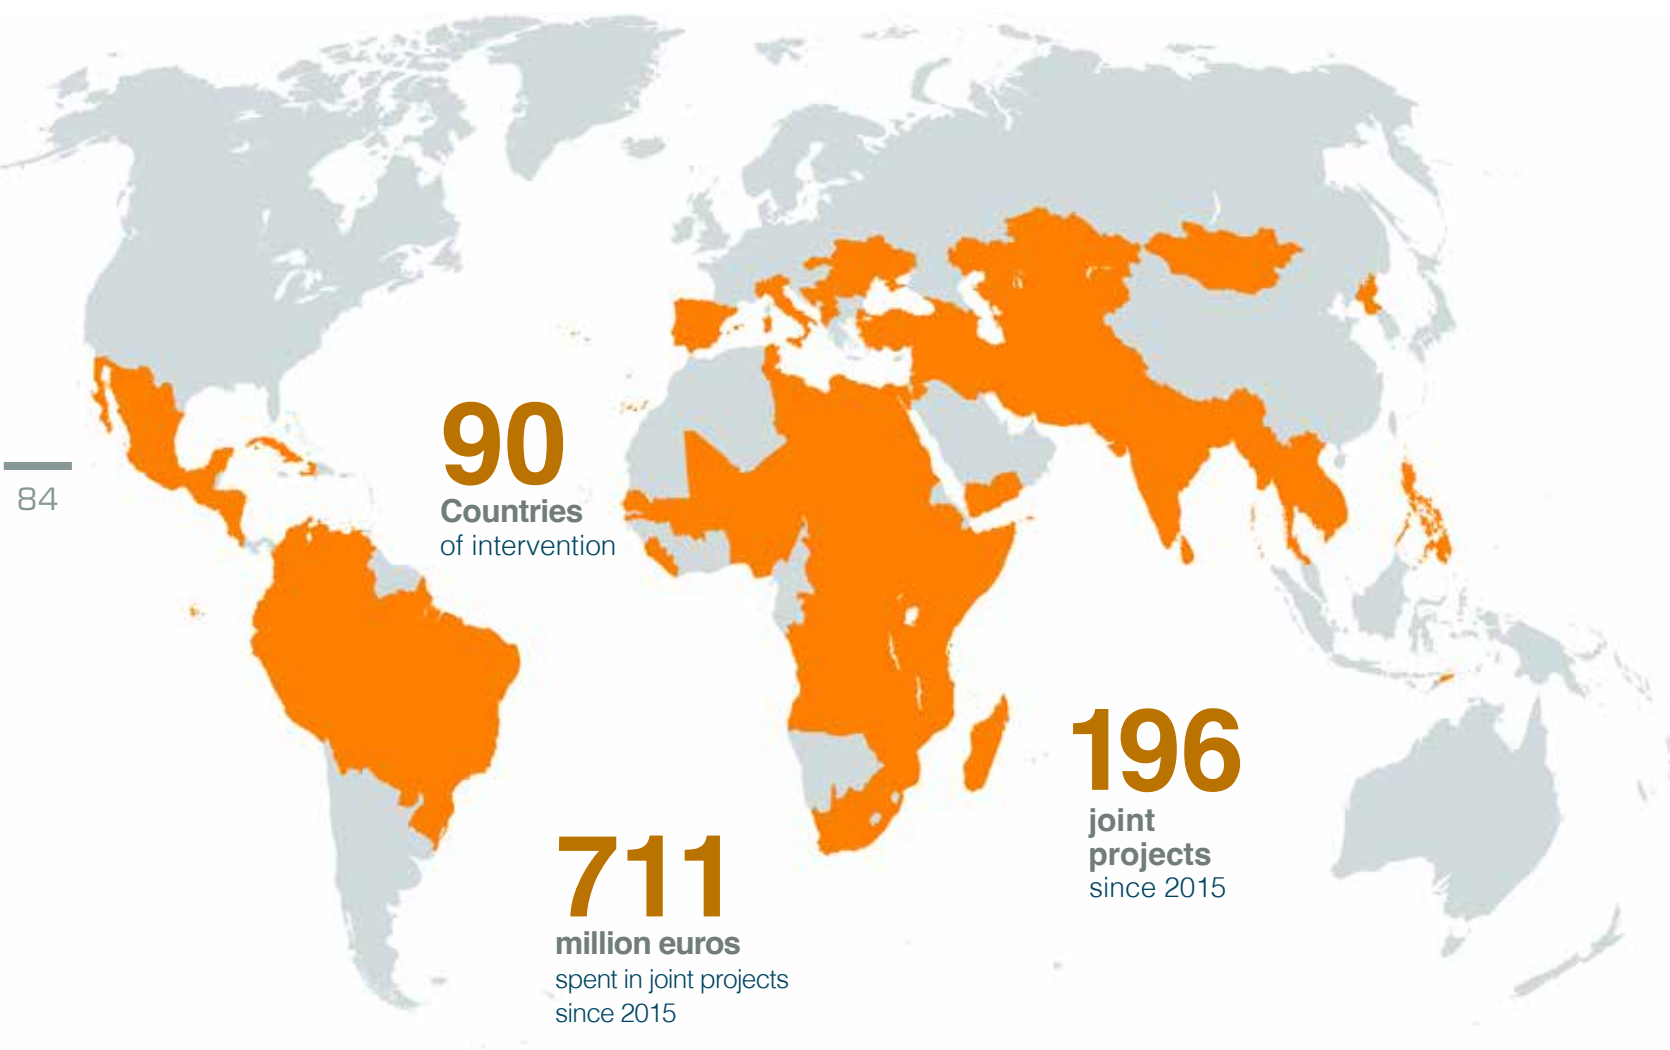 90
Countries
of intervention
84
196
joint
projects
since 2015
711
million euros
spent in joint projects
since 2015